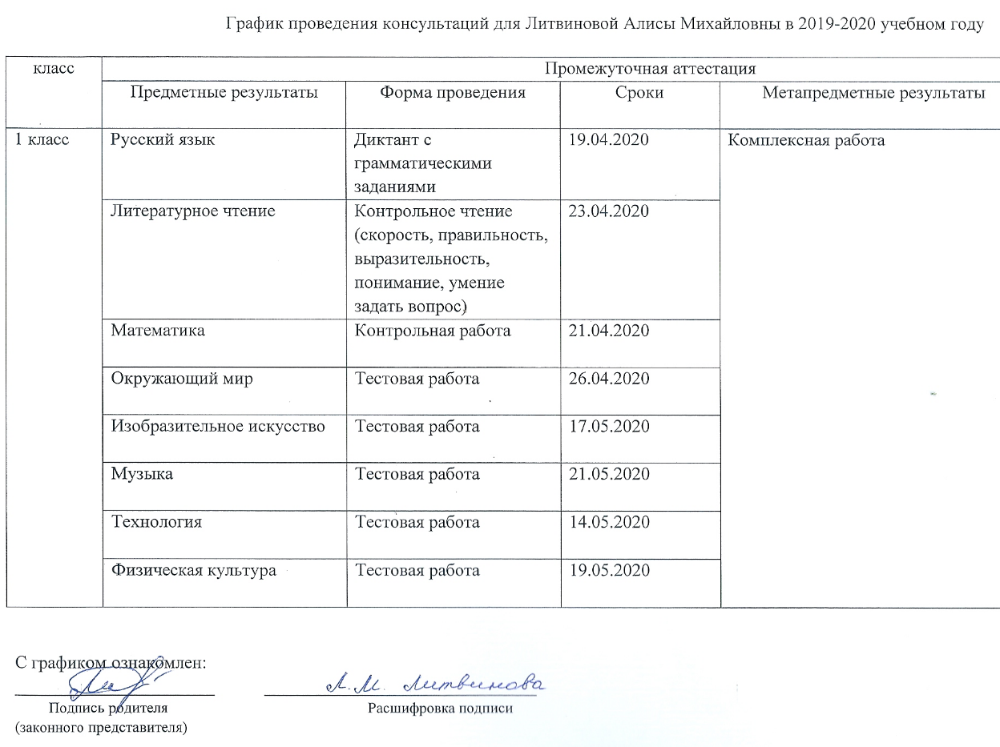 График проведения консультаций для Литвиновой Алисы Михайловны в 2019-2020 учебном году
класс
Промежуточная аттестация
Предметные результаты
Форма проведения
Сроки
Метапредметные результаты
1 класс
Русский язык
Диктант с
грамматическими
заданиями
19.04.2020
Комплексная работа
Литературное чтение
Контрольное чтение
(скорость, правильность,
выразительность,
понимание, умение
задать вопрос)
23.04.2020
Математика
Контрольная работа
21.04.2020
Окружающий мир
Тестовая работа
26.04.2020
Изобразительное искусство
Тестовая работа
17.05.2020
Музыка
Тестовая работа
21.05.2020
Технология
Тестовая работа
14.05.2020
Физическая культура
Тестовая работа
19.05.2020
С графиком ознакомлен:
Л.М. Литвинова
Подпись родителя
Расшифровка подписи
(законного представителя)